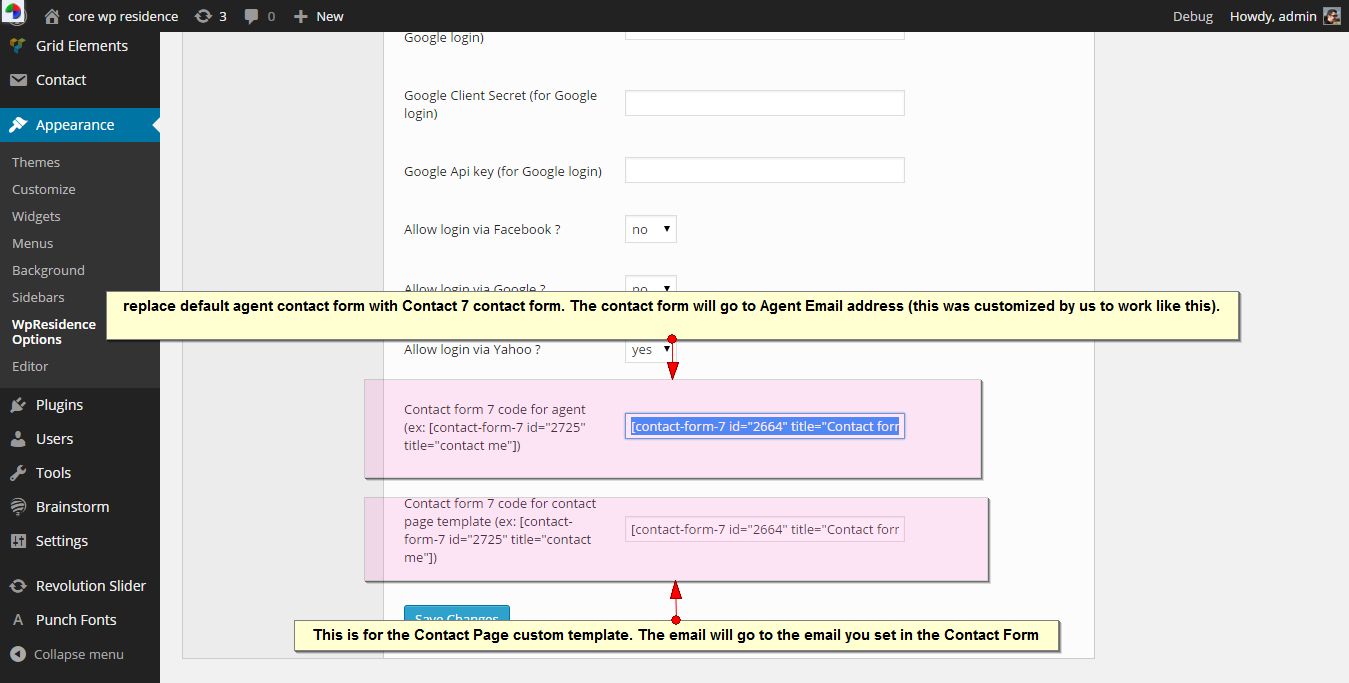 core wp residence 3 0 New Debug Howdy, admin
Grid Elements
Contact
Appearance
Themes
Customize
Widgets
Menus
Background
Sidebars
WpResidence
Options
Editor
Plugins
Users
Tools
Brainstorm
Settings
Revolution Slider
Punch Fonts
Collapse menu
Google login)
Google Client Secret (for Google
login)
Google Api key (for Google login)
Allow login via Facebook ? no
Allow login via Google ? no
replace default agent contact form with Contact 7 contact form. The contact form will go to Agent Email address (this was customized by us to work like this).
Allow login via Yahoo ? yes
Contact form 7 code for agent
(ex: [contact-form-7 id="2725"
title="contact me"])
[contact-form-7 id="2664" title="Contact forr
Contact form 7 code for contact
page template (ex: [contact-
form-7 id="2725" title="contact
me"])
[contact-form-7 id="2664" title="Contact forr
Save Changes
This is for the Contact Page custom template. The email will go to the email you set in the Contact Form